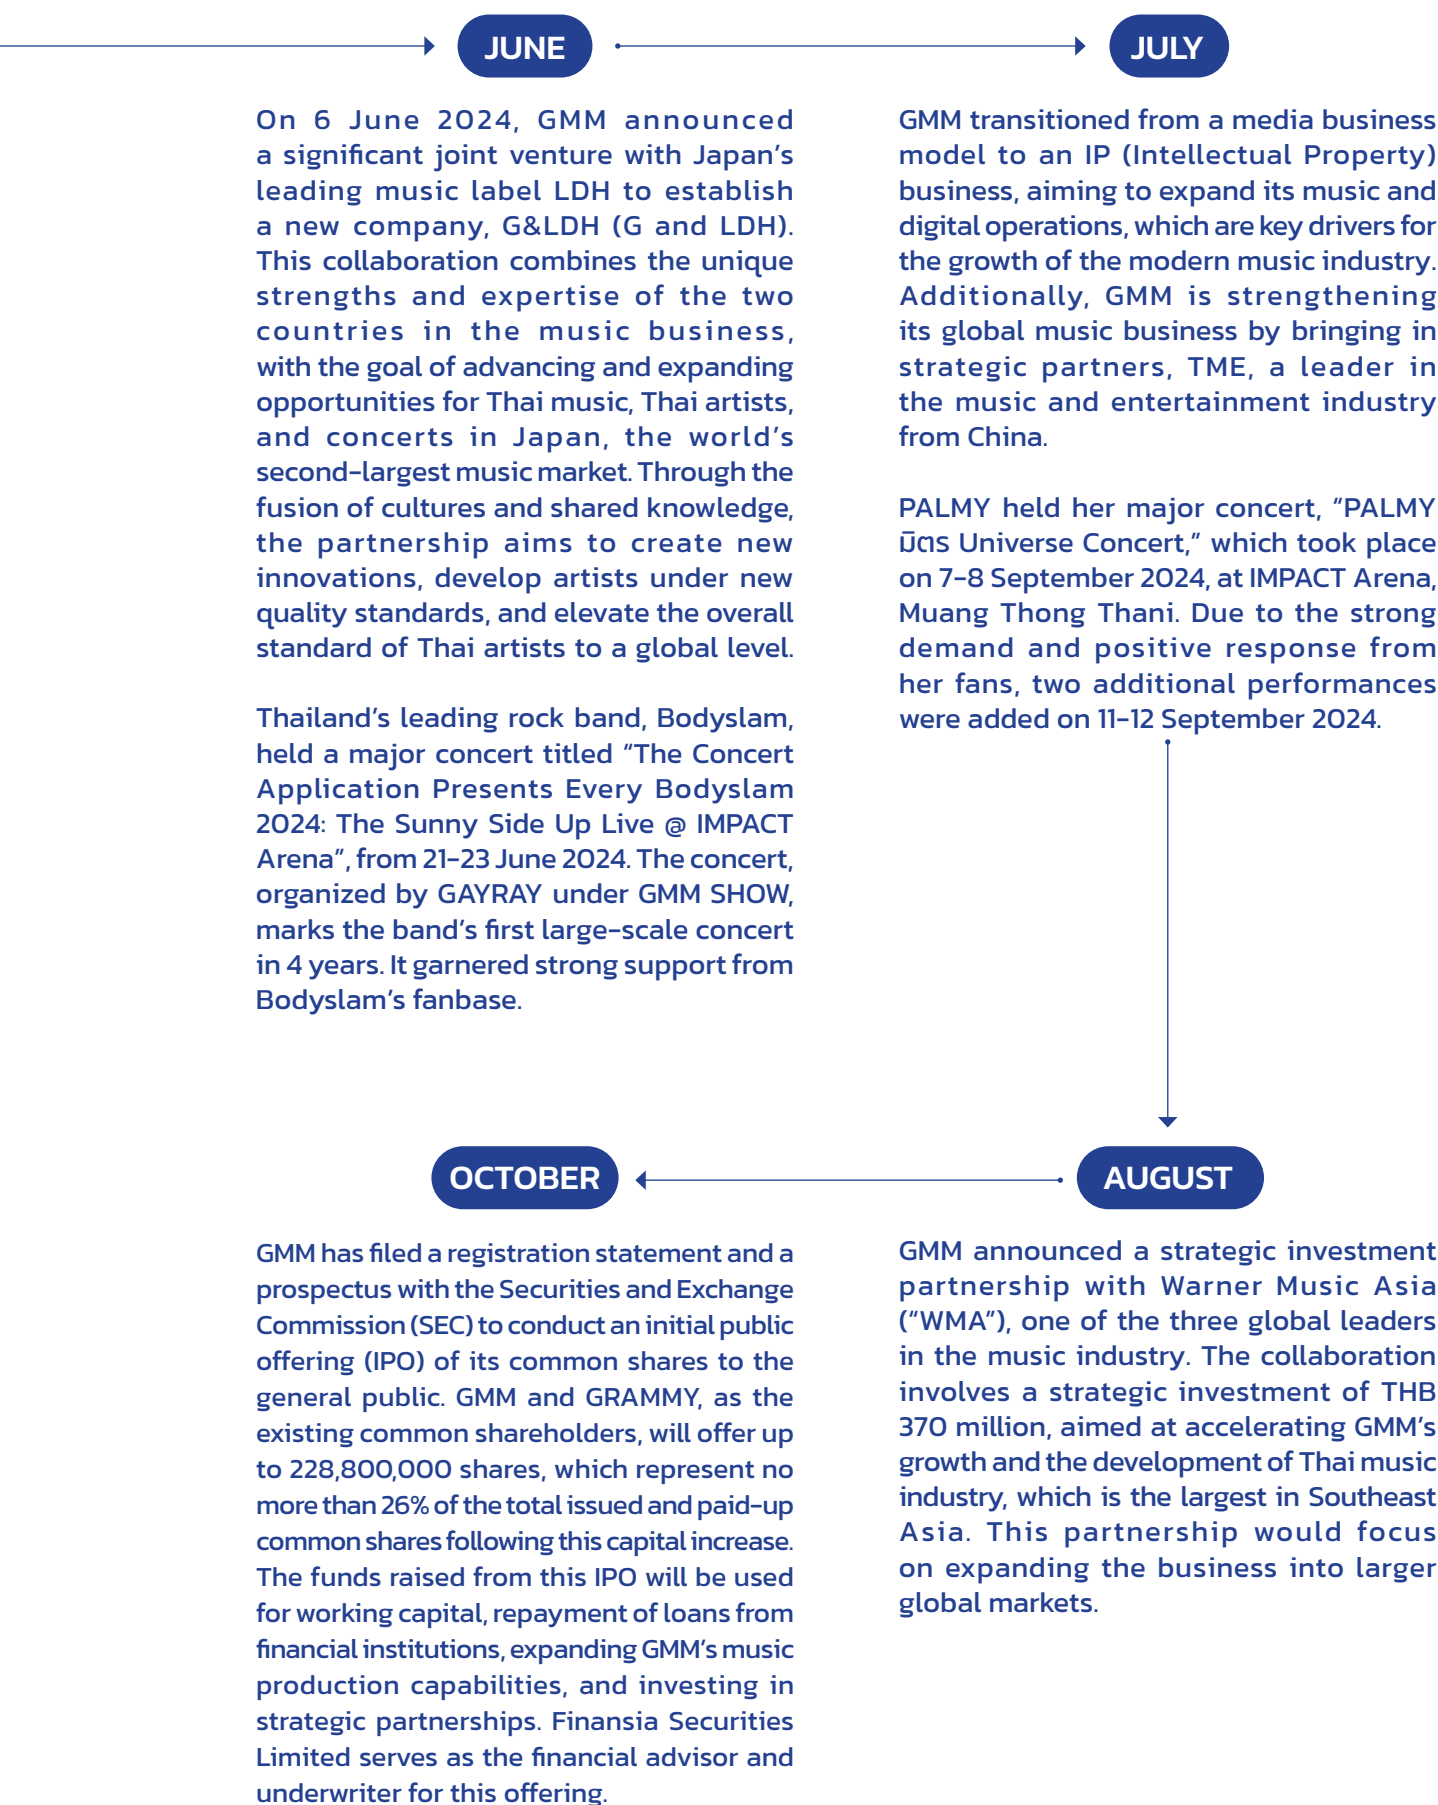 JUNE
On 6 June 2024, GMM announced
a significant joint venture with Japan's
leading music label LDH to establish
a new company, G&LDH (G and LDH).
This collaboration combines the unique
strengths and expertise of the two
countries in the music business,
with the goal of advancing and expanding
opportunities for Thai music, Thai artists,
and concerts in Japan, the world's
second-largest music market. Through the
fusion of cultures and shared knowledge,
the partnership aims to create new
innovations, develop artists under new
quality standards, and elevate the overall
standard of Thai artists to a global level.
Thailand's leading rock band, Bodyslam,
held a major concert titled “The Concert
Application Presents Every Bodyslam
2024: The Sunny Side Up Live @ IMPACT
Arena”, from 21-23 June 2024. The concert,
organized by GAYRAY under GMM SHOW,
marks the band's first large-scale concert
in 4 years. It garnered strong support from
Bodyslam's fanbase.
JULY
GMM transitioned from a media business
model to an IP (Intellectual Property)
business, aiming to expand its music and
digital operations, which are key drivers for
the growth of the modern music industry.
Additionally, GMM is strengthening
its global music business by bringing in
strategic partners, TME, a leader in
the music and entertainment industry
from China.
PALMY held her major concert, “PALMY
มิตร Universe Concert,” which took place
on 7-8 September 2024, at IMPACT Arena,
Muang Thong Thani. Due to the strong
demand and positive response from
her fans, two additional performances
were added on 11-12 September 2024.
AUGUST
GMM announced a strategic investment
partnership with Warner Music Asia
(“WMA”), one of the three global leaders
in the music industry. The collaboration
involves a strategic investment of THB
370 million, aimed at accelerating GMM's
growth and the development of Thai music
industry, which is the largest in Southeast
Asia. This partnership would focus
on expanding the business into larger
global markets.
OCTOBER
GMM has filed a registration statement and a
prospectus with the Securities and Exchange
Commission (SEC) to conduct an initial public
offering (IPO) of its common shares to the
general public. GMM and GRAMMY, as the
existing common shareholders, will offer up
to 228,800,000 shares, which represent no
more than 26% of the total issued and paid-up
common shares following this capital increase.
The funds raised from this IPO will be used
for working capital, repayment of loans from
financial institutions, expanding GMM's music
production capabilities, and investing in
strategic partnerships. Finansia Securities
Limited serves as the financial advisor and
underwriter for this offering.